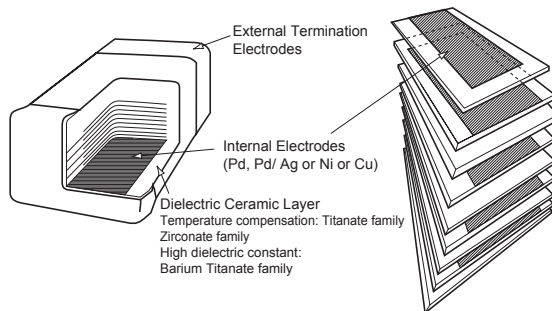 External Termination
Electrodes
Internal Electrodes
(Pd, Pd/ Ag or Ni or Cu)
Dielectric Ceramic Layer
Temperature compensation: Titanate family
Zirconate family
High dielectric constant:
Barium Titanate family